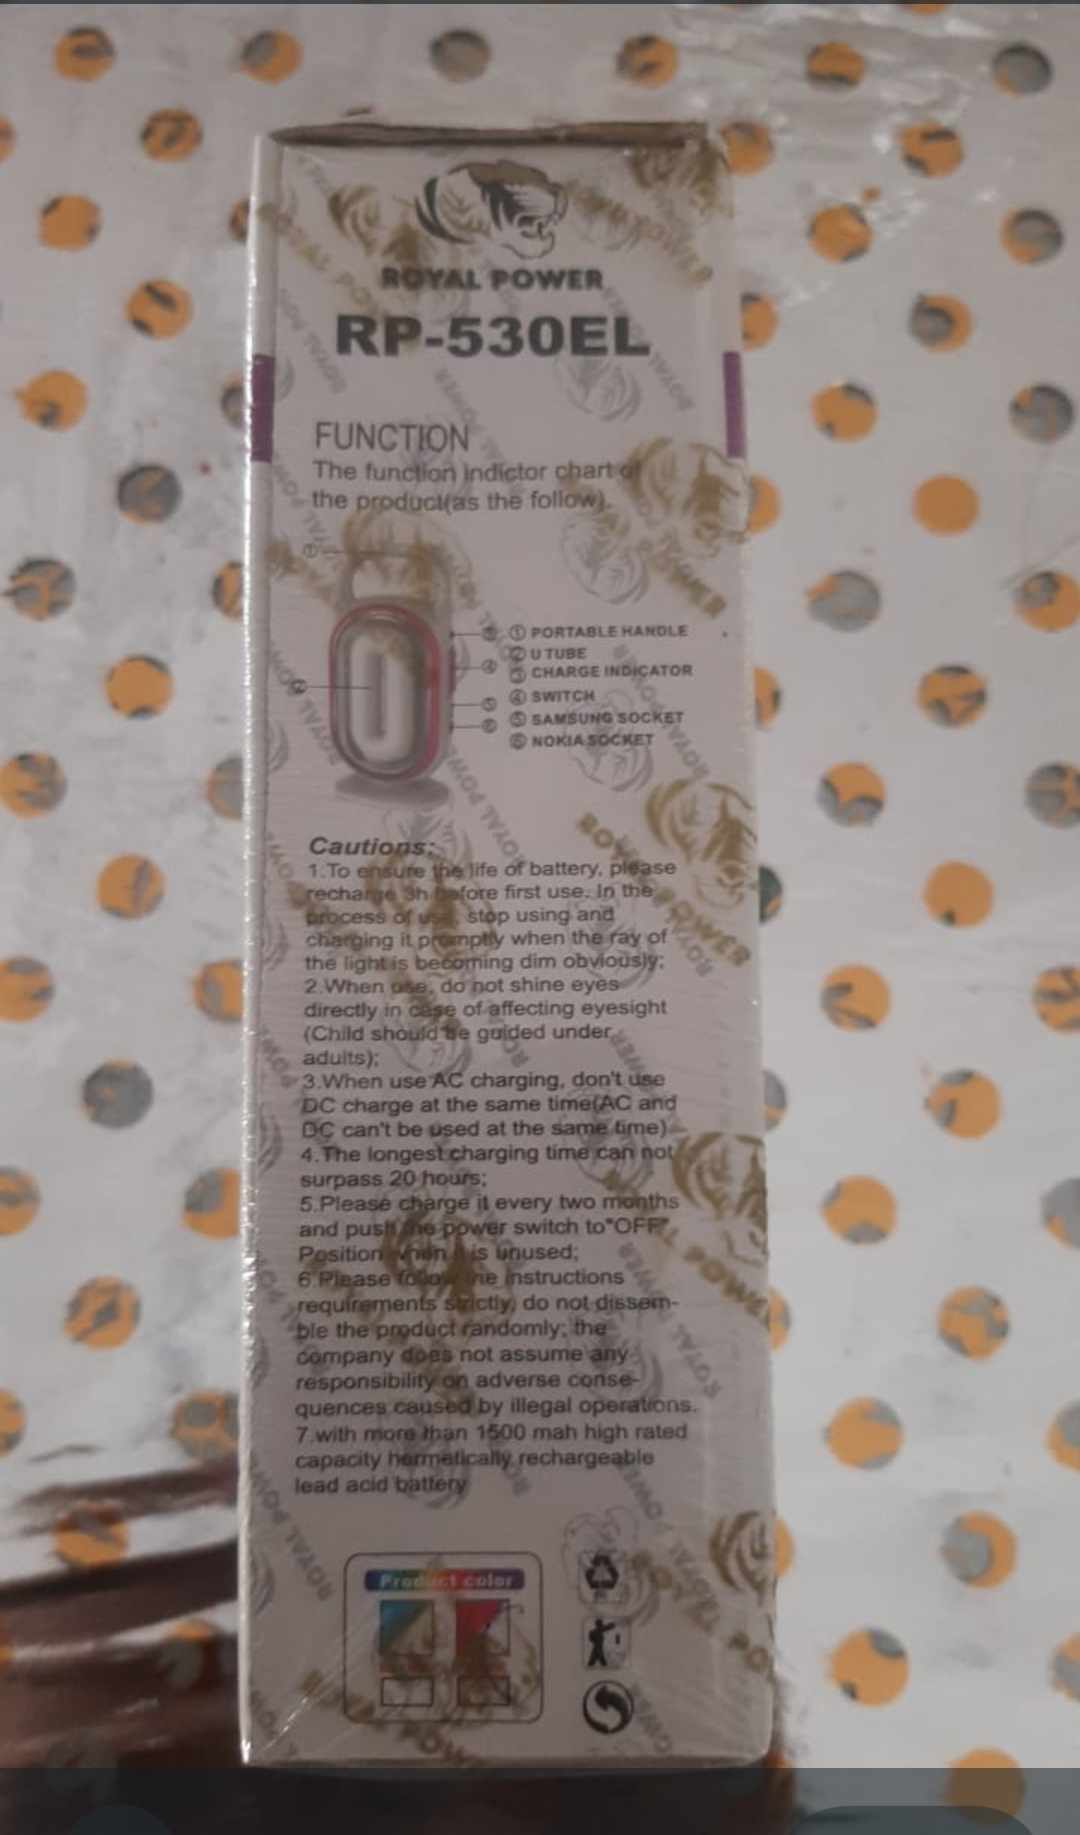 ROYAL POWER
RP-530EL
FUNCTION
The function indictor chart of
the product(as the follow).
①
② ③ ④ ⑤ ⑥
① PORTABLE HANDLE
② U TUBE
③ CHARGE INDICATOR
④ SWITCH
⑤ SAMSUNG SOCKET
⑥ NOKIA SOCKET
Cautions:
1.To ensure the life of battery, please
recharge 3h before first use. In the
process of use, stop using and
charging it promptly when the ray of
the light is becoming dim obviously;
2.When use, do not shine eyes
directly in case of affecting eyesight
(Child should be guided under
adults);
3.When use AC charging, don't use
DC charge at the same time(AC and
DC can't be used at the same time)
4.The longest charging time can not
surpass 20 hours;
5.Please charge it every two months
and push the power switch to"OFF"
Position when it is unused;
6.Please follow the instructions
requirements strictly, do not dissem-
ble the product randomly; the
company does not assume any
responsibility on adverse conse-
quences caused by illegal operations.
7.with more than 1500 mah high rated
capacity hermetically rechargeable
lead acid battery
Product color